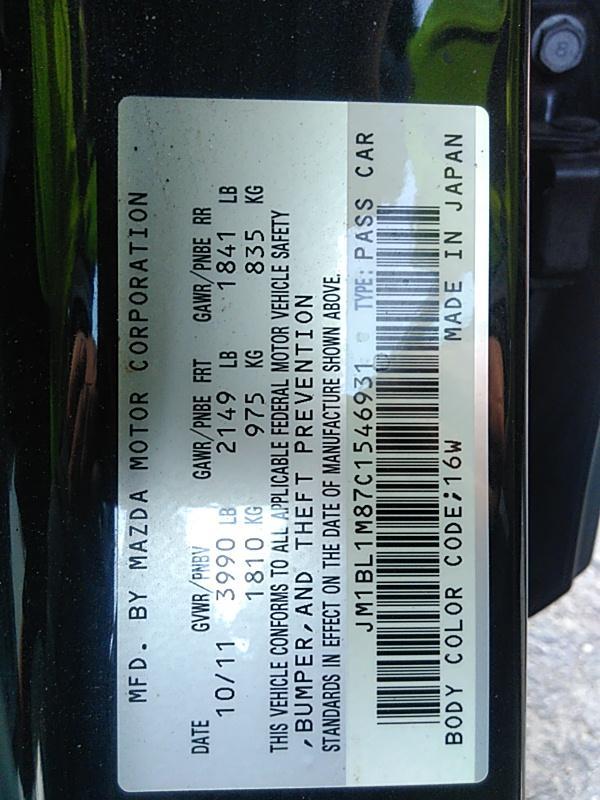 MFD. BY MAZDA MOTOR CORPORATION
DATE GVWR/PNBV GAWR/PNBE FRT GAWR/PNBE RR
10/11 3990 LB 2149 LB 1841 LB
1810 KG 975 KG 835 KG
THIS VEHICLE CONFORMS TO ALL APPLICABLE FEDERAL MOTOR VEHICLE SAFETY
,BUMPER,AND THEFT PREVENTION
STANDARDS IN EFFECT ON THE DATE OF MANUFACTURE SHOWN ABOVE.
JM1BL1M87C1546931 TYPE: PASS CAR
BODY COLOR CODE;16W MADE IN JAPAN
8